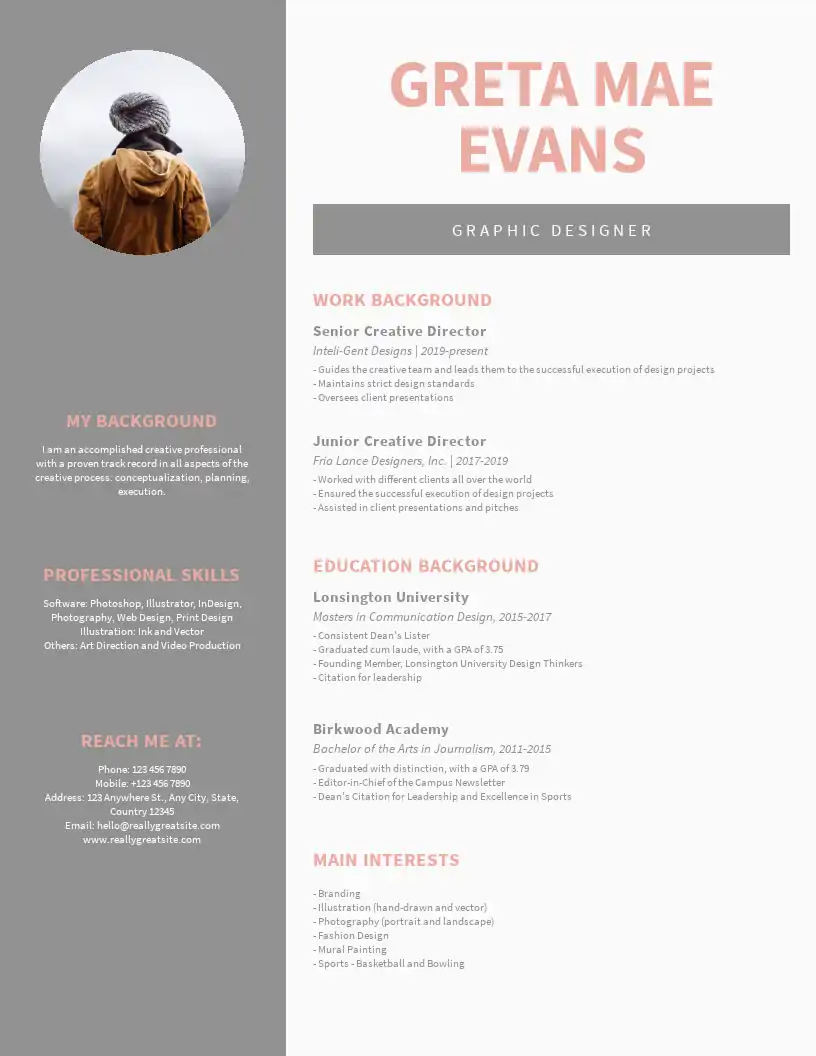 GRETA MAE
EVANS
GRAPHIC DESIGNER
MY BACKGROUND
I am an accomplished creative professional
with a proven track record in all aspects of the
creative process. conceptualization, planning,
execution.
PROFESSIONAL SKILLS
Software: Photoshop, Illustrator, InDesign,
Photography, Web Design, Print Design
Illustration: Ink and Vector
Others: Art Direction and Video Production
REACH ME AT:
Phone: 123 456 7890
Mobile: +123 456 7890
Address: 123 Anywhere St., Any City, State,
Country 12345
Email: hello@reallygreatsite.com
www.reallygreatsite.com
WORK BACKGROUND
Senior Creative Director
Inteli-Gent Designs | 2019-present
- Guides the creative team and leads them to the successful execution of design projects
- Maintains strict design standards
- Oversees client presentations
Junior Creative Director
Fria Lance Designers, Inc. | 2017-2019
- Worked with different clients all over the world
- Ensured the successful execution of design projects
- Assisted in client presentations and pitches
EDUCATION BACKGROUND
Lonsington University
Masters in Communication Design, 2015-2017
- Consistent Dean's Lister
- Graduated cum laude, with a GPA of 3.75
- Founding Member, Lonsington University Design Thinkers
- Citation for leadership
Birkwood Academy
Bachelor of the Arts in Journalism, 2011-2015
- Graduated with distinction, with a GPA of 3.79
- Editor-in-Chief of the Campus Newsletter
- Dean's Citation for Leadership and Excellence in Sports
MAIN INTERESTS
- Branding
- Illustration (hand-drawn and vector)
- Photography (portrait and landscape)
- Fashion Design
- Mural Painting
- Sports - Basketball and Bowling